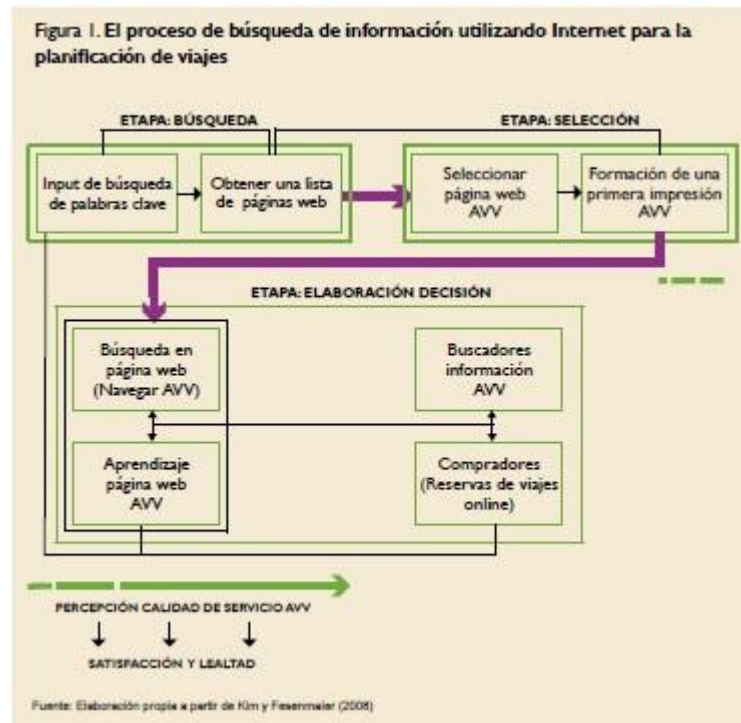 Figura 1. El proceso de búsqueda de información utilizando Internet para la
planificación de viajes
ETAPA: BÚSQUEDA
ETAPA: SELECCIÓN
Input de búsqueda
de palabras clave
Obtener una lista
de páginas web
Seleccionar
página web
AVV
Formación de una
primera impresión
AVV
ETAPA: ELABORACIÓN DECISIÓN
Búsqueda en
página web
(Navegar AVV)
Buscadores
información
AVV
Aprendizaje
página web
AVV
Compradores
(Reservas de viajes
online)
PERCEPCIÓN CALIDAD DE SERVICIO AVV
SATISFACCIÓN Y LEALTAD
Fuente: Elaboración propia a partir de Kim y Fesenmaier (2008)